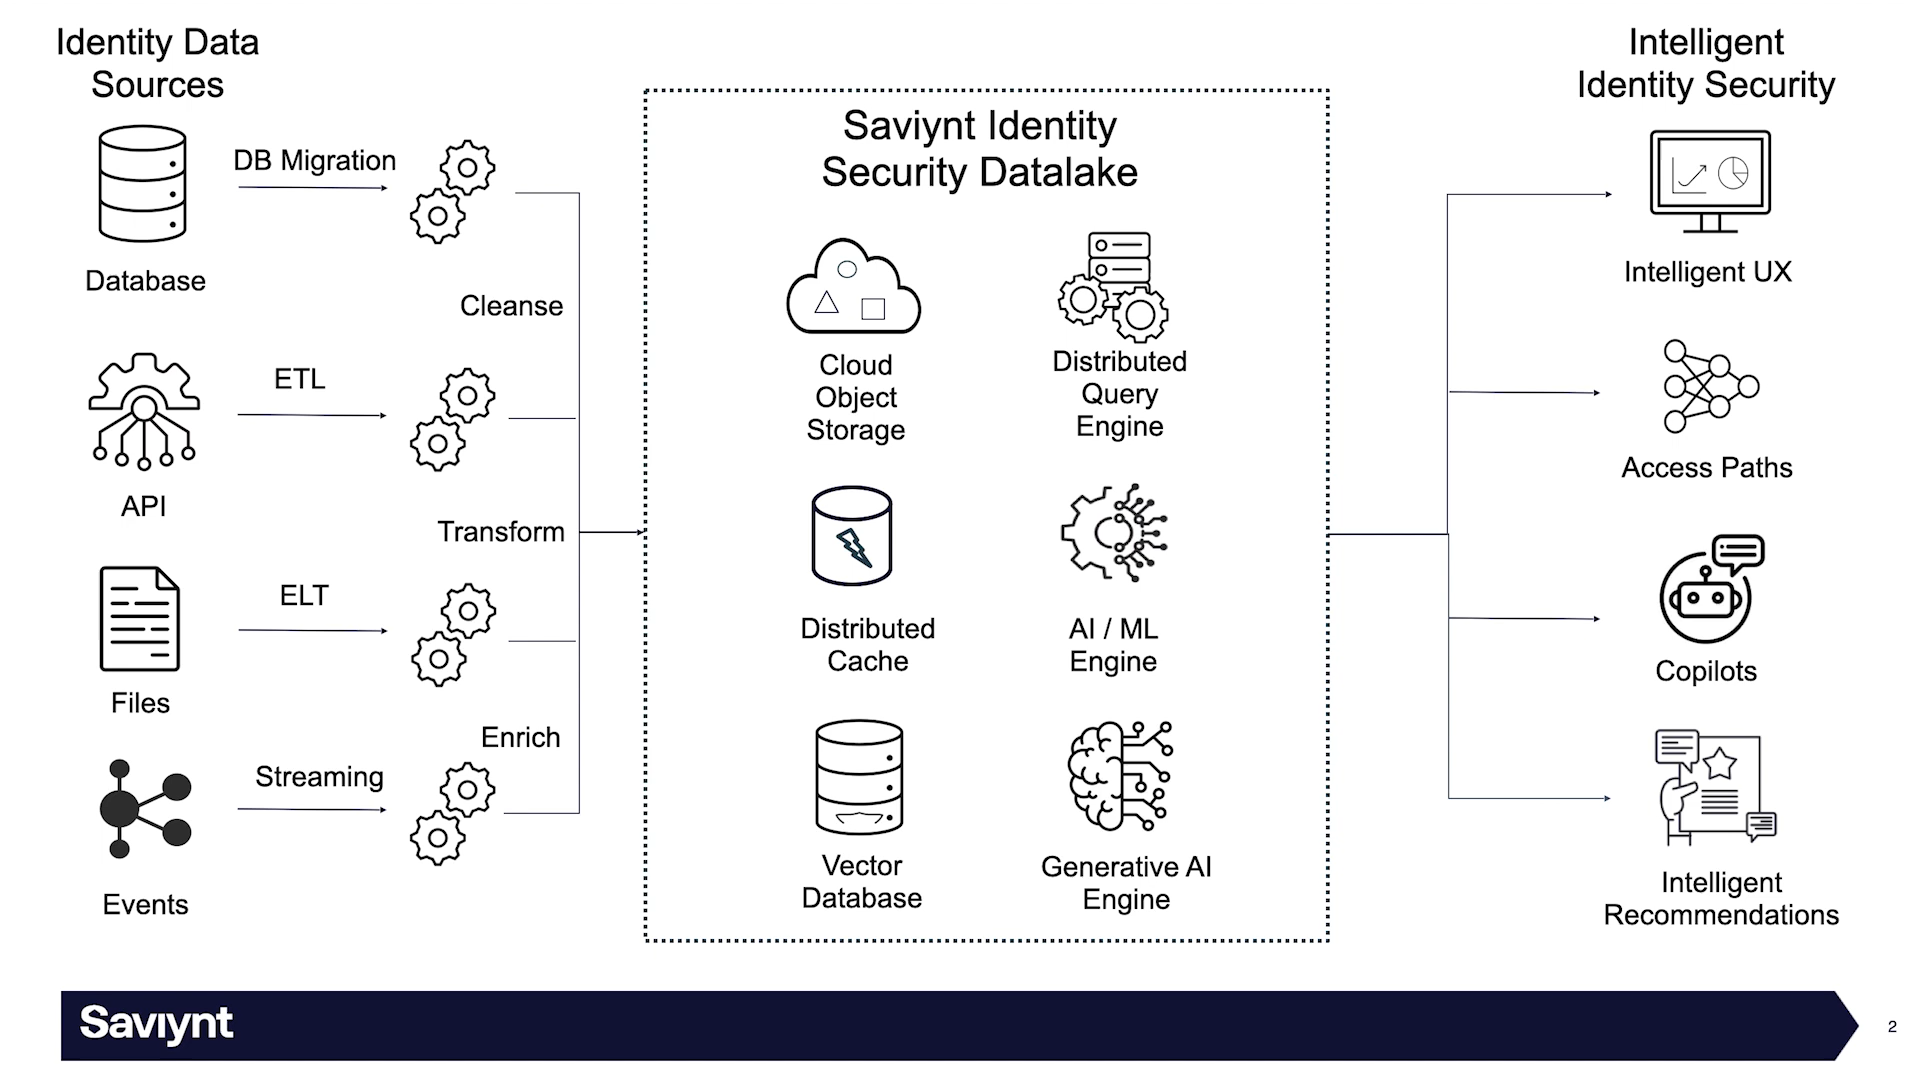 Identity Data
Sources
DB Migration
Database
Cleanse
ETL
API
Transform
ELT
Files
Enrich
Streaming
Events
Saviynt Identity
Security Datalake
Cloud
Object
Storage
Distributed
Query
Engine
Distributed
Cache
AI / ML
Engine
Vector
Database
Generative AI
Engine
Intelligent
Identity Security
Intelligent UX
Access Paths
Copilots
Intelligent
Recommendations
Saviynt
2